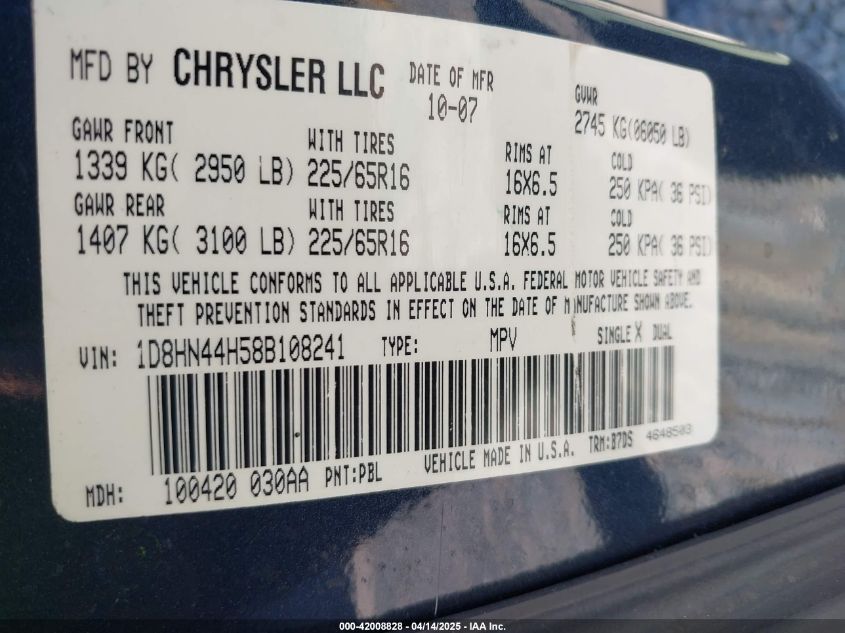 MFD BY CHRYSLER LLC DATE OF MFR GVWR
10-07 2745 KG(06050 LB)
GAWR FRONT WITH TIRES RIMS AT COLD
1339 KG( 2950 LB) 225/65R16 16X6.5 250 KPA( 36 PSI)
GAWR REAR WITH TIRES RIMS AT COLD
1407 KG( 3100 LB) 225/65R16 16X6.5 250 KPA( 36 PSI)
THIS VEHICLE CONFORMS TO ALL APPLICABLE U.S.A. FEDERAL MOTOR VEHICLE SAFETY AND
THEFT PREVENTION STANDARDS IN EFFECT ON THE DATE OF MANUFACTURE SHOWN ABOVE.
VIN: 1D8HN44H58B108241 TYPE: MPV SINGLE X DUAL
MDH: 100420 030AA PNT:PBL VEHICLE MADE IN U.S.A. TRM:B7DS 4648503
000-42008828 - 04/14/2025 - IAA Inc.